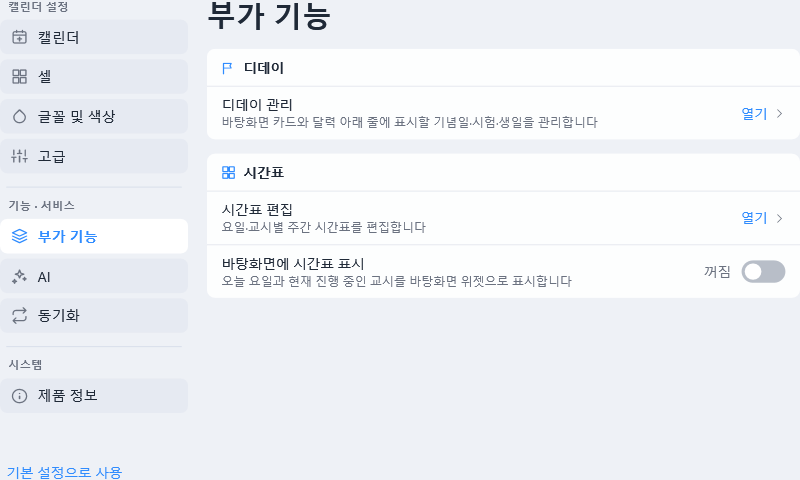 캘린더 설정
캘린더
셀
글꼴 및 색상
고급
기능 · 서비스
부가 기능
AI
동기화
시스템
제품 정보
기본 설정으로 사용
부가 기능
디데이
디데이 관리
바탕화면 카드와 달력 아래 줄에 표시할 기념일·시험·생일을 관리합니다
열기
시간표
시간표 편집
요일·교시별 주간 시간표를 편집합니다
열기
바탕화면에 시간표 표시
오늘 요일과 현재 진행 중인 교시를 바탕화면 위젯으로 표시합니다
꺼짐